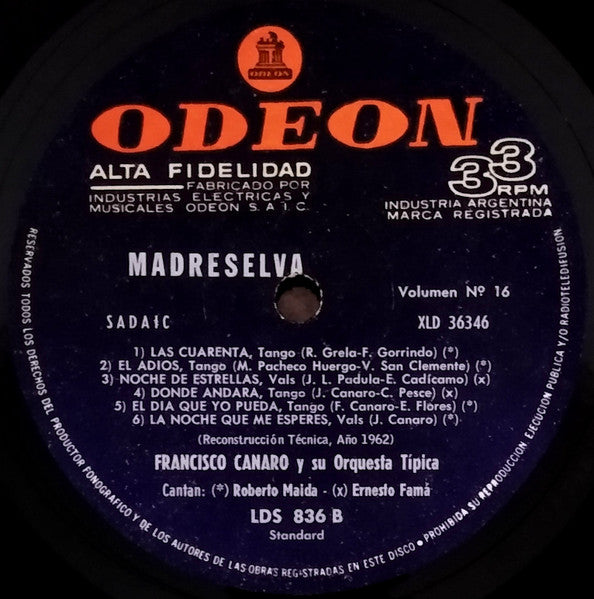 ODEON
ODEON
ALTA FIDELIDAD
FABRICADO POR
INDUSTRIAS ELECTRICAS Y
MUSICALES ODEON S.A.I.C.
33
RPM
INDUSTRIA ARGENTINA
MARCA REGISTRADA
MADRESELVA
Volumen Nº 16
SADAIC
XLD 36346
1) LAS CUARENTA, Tango (R. Grela-F. Gorrindo) (*)
2) EL ADIOS, Tango (M. Pacheco Huergo-V. San Clemente) (*)
3) NOCHE DE ESTRELLAS, Vals (J. L. Padula-E. Cadícamo) (x)
4) DONDE ANDARA, Tango (J. Canaro-C. Pesce) (x)
5) EL DIA QUE YO PUEDA, Tango (F. Canaro-E. Flores) (*)
6) LA NOCHE QUE ME ESPERES, Vals (J. Canaro) (*)
(Reconstrucción Técnica, Año 1962)
FRANCISCO CANARO y su Orquesta Típica
Cantan: (*) Roberto Maida - (x) Ernesto Famá
LDS 836 B
Standard
RESERVADOS TODOS LOS DERECHOS DEL PRODUCTOR FONOGRAFICO Y DE LOS AUTORES DE LAS OBRAS REGISTRADAS EN ESTE DISCO • PROHIBIDA SU REPRODUCCION EJECUCION PUBLICA Y/O RADIOTELEDIFUSION